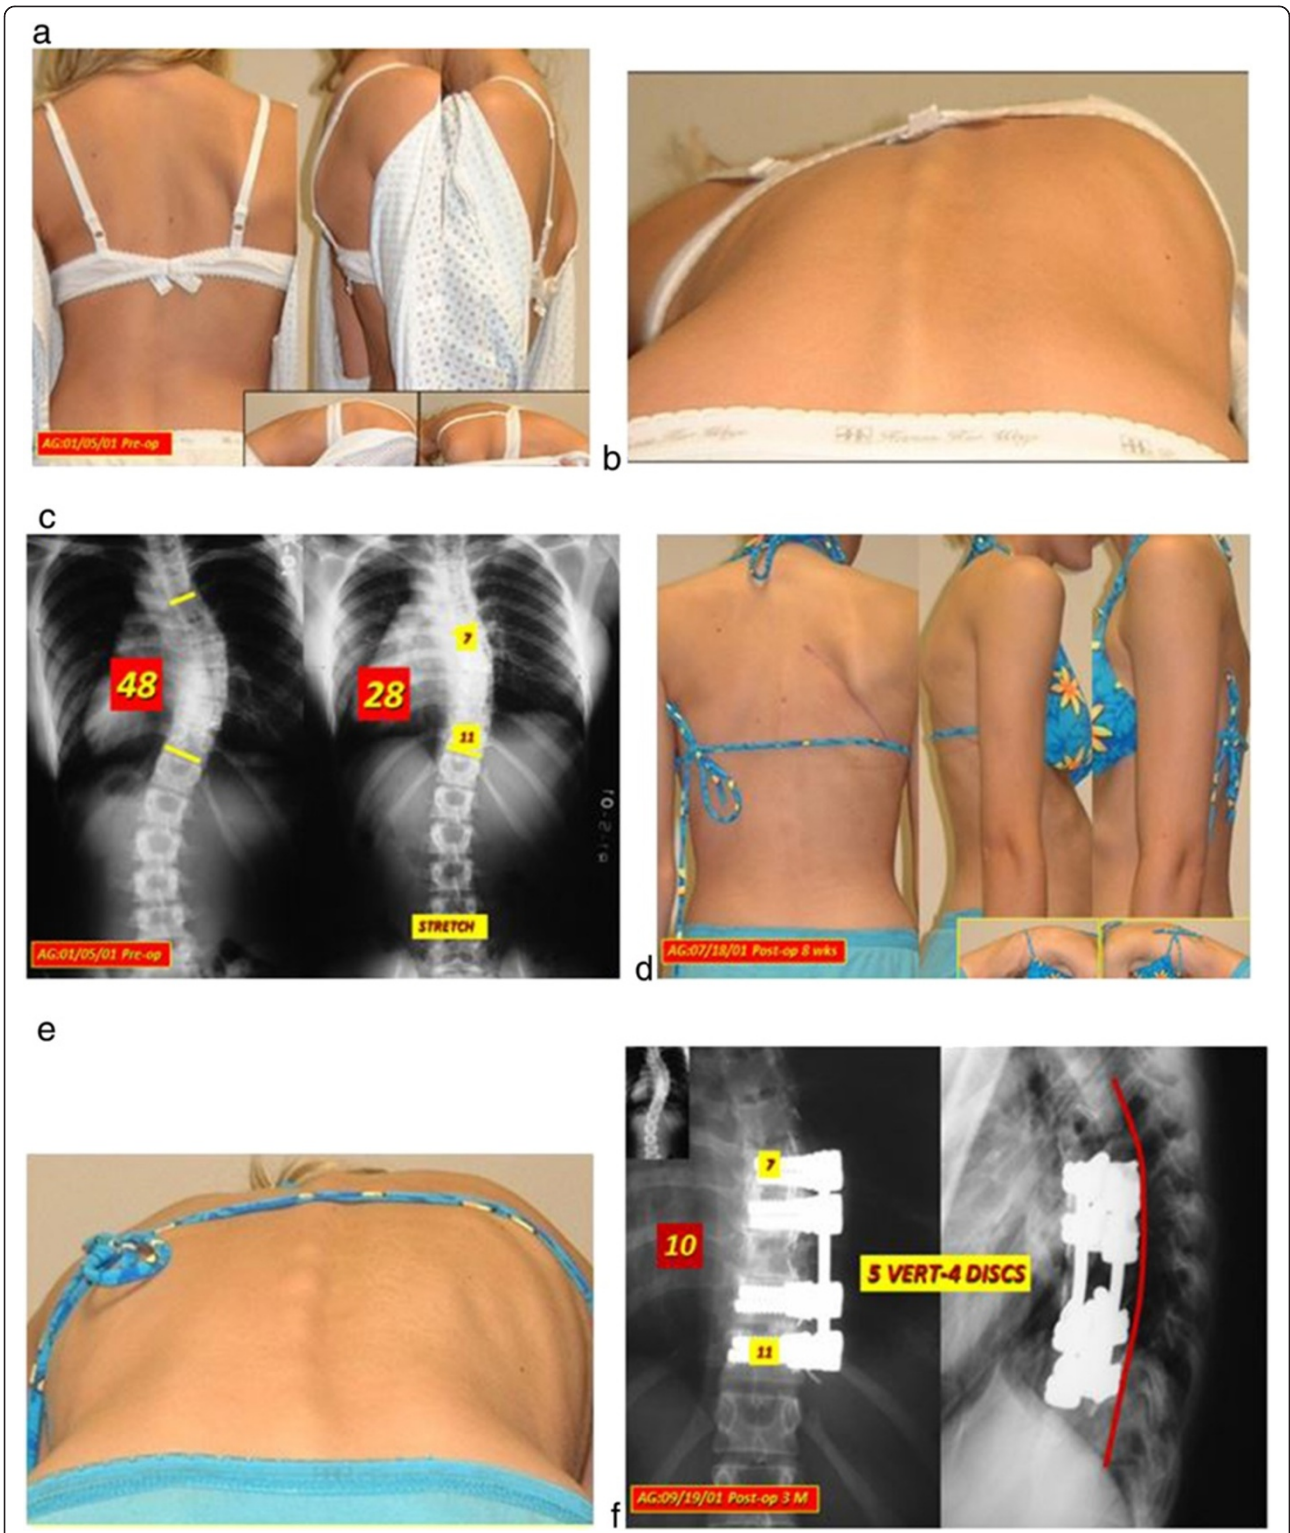 a
AG:01/05/01 Pre-op
b
c
48
28
7
11
STRETCH
AG:01/05/01 Pre-op
d
AG:07/18/01 Post-op 8 wks
e
7
10
5 VERT-4 DISCS
11
AG:09/19/01 Post-op 3 M
f